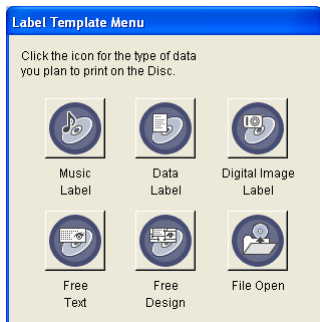 Label Template Menu
Click the icon for the type of data
you plan to print on the Disc.
Music Label
Data Label
Digital Image Label
Free Text
Free Design
File Open